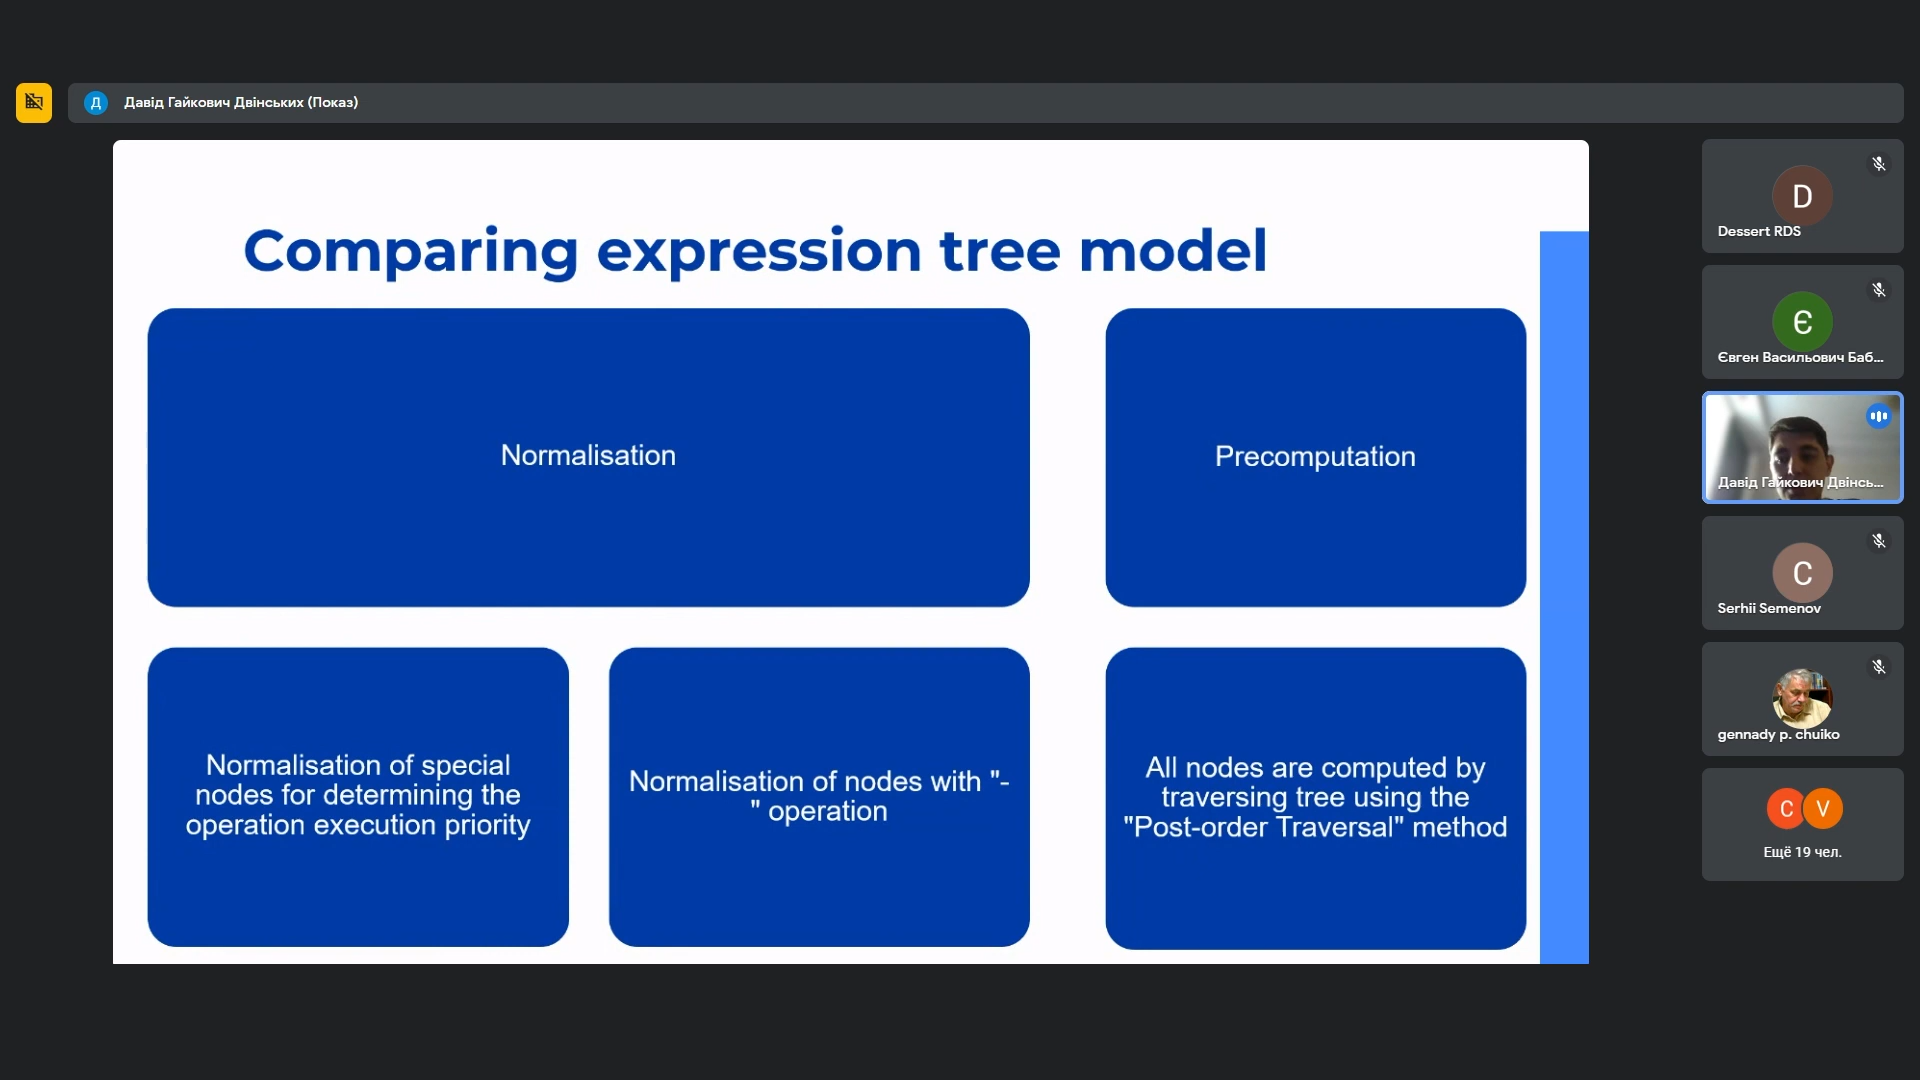 Д Давід Гайкович Двінських (Показ)
Comparing expression tree model
Normalisation
Precomputation
Normalisation of special
nodes for determining the
operation execution priority
Normalisation of nodes with "-
" operation
All nodes are computed by
traversing tree using the
"Post-order Traversal" method
D
Dessert RDS
Є
Євген Васильович Баб...
Давід Гайкович Двінсь...
C
Serhii Semenov
gennady p. chuiko
C V
Ещё 19 чел.